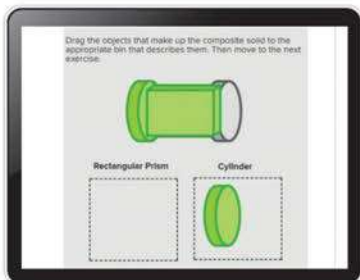 Drag the objects that make up the composite solid to the
appropriate bin that describes them. Then move to the next
exercise.
Rectangular Prism
Cylinder